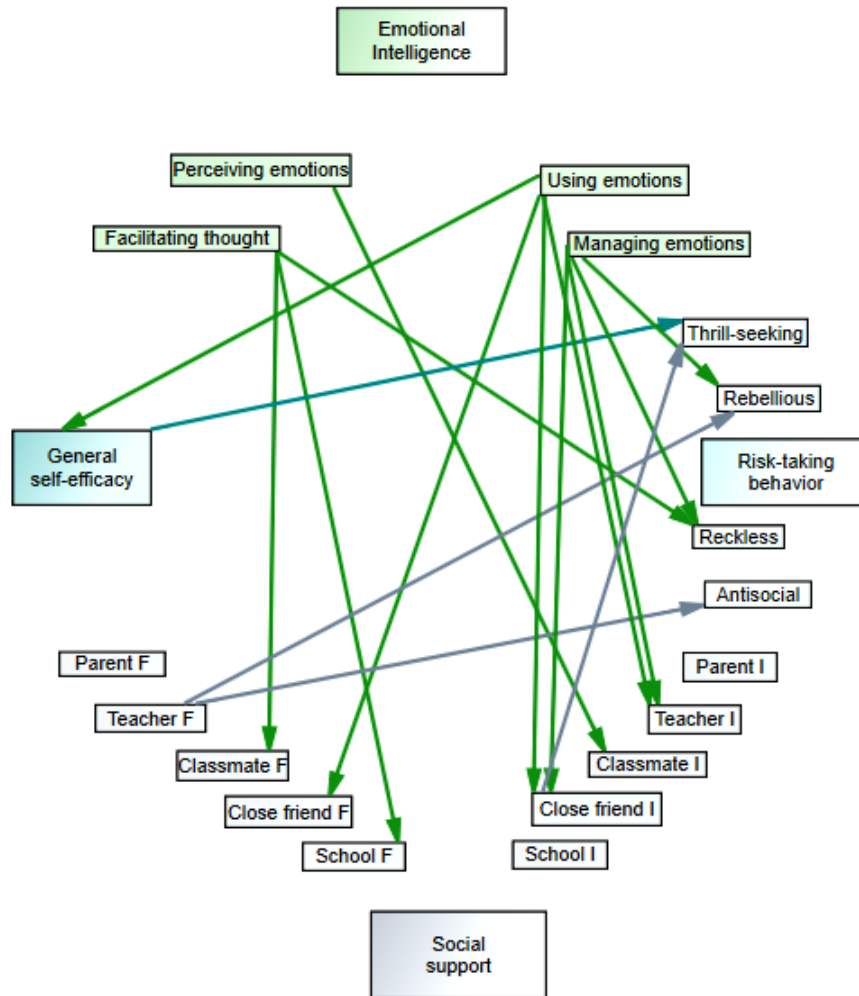 Emotional
Intelligence
Perceiving emotions
Using emotions
Facilitating thought
Managing emotions
Thrill-seeking
Rebellious
General
self-efficacy
Risk-taking
behavior
Reckless
Antisocial
Parent F
Parent I
Teacher F
Teacher I
Classmate F
Classmate I
Close friend F
Close friend I
School F
School I
Social
support